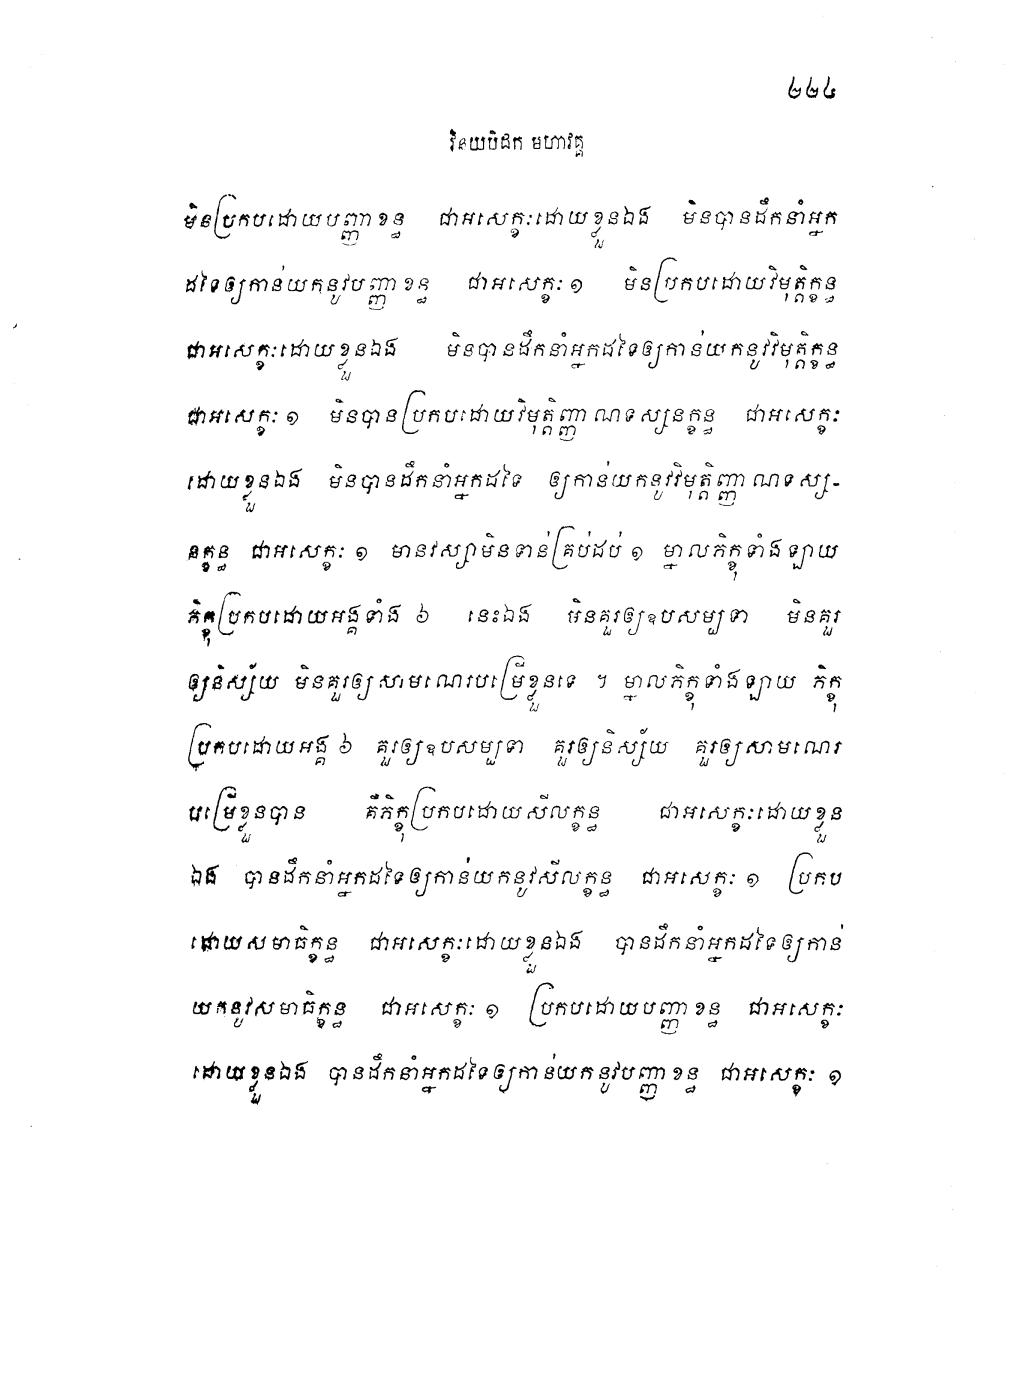 ២២៤
វិនយបិដក មហាវគ្គ
មិនប្រកបដោយបញ្ញាខន្ធ ជាអសេក្ខៈដោយខ្លួនឯង មិនបានដឹកនាំអ្នក
ដទៃឲ្យកាន់យកនូវបញ្ញាខន្ធ ជាអសេក្ខៈ ១ មិនប្រកបដោយវិមុត្តិក្ខន្ធ
ជាអសេក្ខៈដោយខ្លួនឯង មិនបានដឹកនាំអ្នកដទៃឲ្យកាន់យកនូវវិមុត្តិក្ខន្ធ
ជាអសេក្ខៈ ១ មិនបានប្រកបដោយវិមុត្តិញ្ញាណទស្សនក្ខន្ធ ជាអសេក្ខៈ
ដោយខ្លួនឯង មិនបានដឹកនាំអ្នកដទៃ ឲ្យកាន់យកនូវវិមុត្តិញ្ញាណទស្ស-
នក្ខន្ធ ជាអសេក្ខៈ ១ មានវស្សាមិនទាន់គ្រប់ដប់ ១ ម្នាលភិក្ខុទាំងឡាយ
ភិក្ខុប្រកបដោយអង្គទាំង ៦ នេះឯង មិនគួរឲ្យឧបសម្បទា មិនគួរ
ឲ្យនិស្ស័យ មិនគួរឲ្យសាមណេរបម្រើខ្លួនទេ ។ ម្នាលភិក្ខុទាំងឡាយ ភិក្ខុ
ប្រកបដោយអង្គ ៦ គួរឲ្យឧបសម្បទា គួរឲ្យនិស្ស័យ គួរឲ្យសាមណេរ
បម្រើខ្លួនបាន គឺភិក្ខុប្រកបដោយសីលក្ខន្ធ ជាអសេក្ខៈដោយខ្លួន
ឯង បានដឹកនាំអ្នកដទៃឲ្យកាន់យកនូវសីលក្ខន្ធ ជាអសេក្ខៈ ១ ប្រកប
ដោយសមាធិក្ខន្ធ ជាអសេក្ខៈដោយខ្លួនឯង បានដឹកនាំអ្នកដទៃឲ្យកាន់
យកនូវសមាធិក្ខន្ធ ជាអសេក្ខៈ ១ ប្រកបដោយបញ្ញាខន្ធ ជាអសេក្ខៈ
ដោយខ្លួនឯង បានដឹកនាំអ្នកដទៃឲ្យកាន់យកនូវបញ្ញាខន្ធ ជាអសេក្ខៈ ១